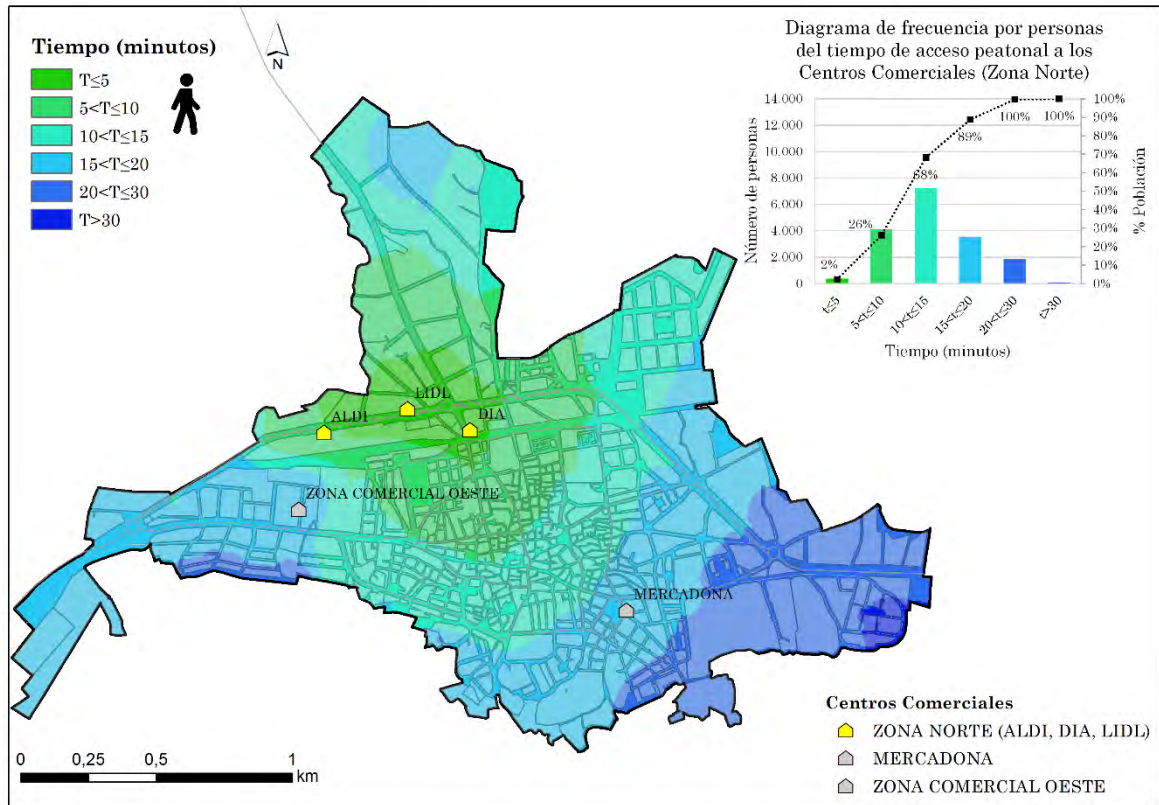 Tiempo (minutos)
T≤5
5<T≤10
10<T≤15
15<T≤20
20<T≤30
T>30
N
Diagrama de frecuencia por personas
del tiempo de acceso peatonal a los
Centros Comerciales (Zona Norte)
Número de personas
14.000
12.000
10.000
8.000
6.000
4.000
2.000
0
2%
26%
68%
89%
100%
100%
100%
90%
80%
70%
60%
50%
40%
30%
20%
10%
0%
% Población
t≤5
5<t≤10
10<t≤15
15<t≤20
20<t≤30
t>30
Tiempo (minutos)
LIDL
ALDI
DIA
ZONA COMERCIAL OESTE
MERCADONA
Centros Comerciales
ZONA NORTE (ALDI, DIA, LIDL)
MERCADONA
ZONA COMERCIAL OESTE
0 0,25 0,5 1
km